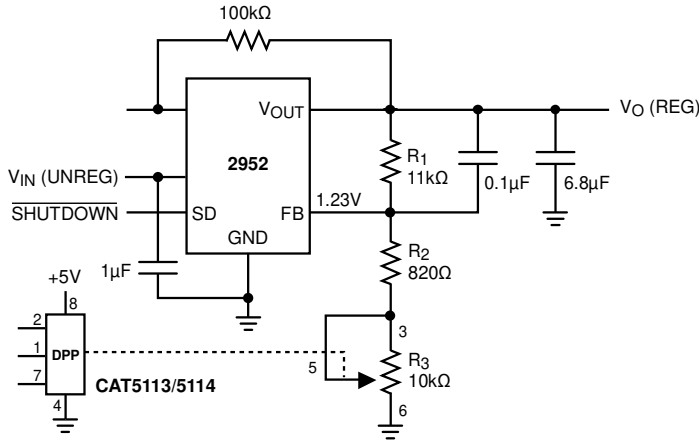 100kΩ
VOUT
VO (REG)
2952
R1
11kΩ
0.1µF
6.8µF
VIN (UNREG)
1.23V
SHUTDOWN
SD
FB
GND
R2
820Ω
1µF
+5V
8
2
3
1
DPP
5
R3
10kΩ
7
CAT5113/5114
4
6